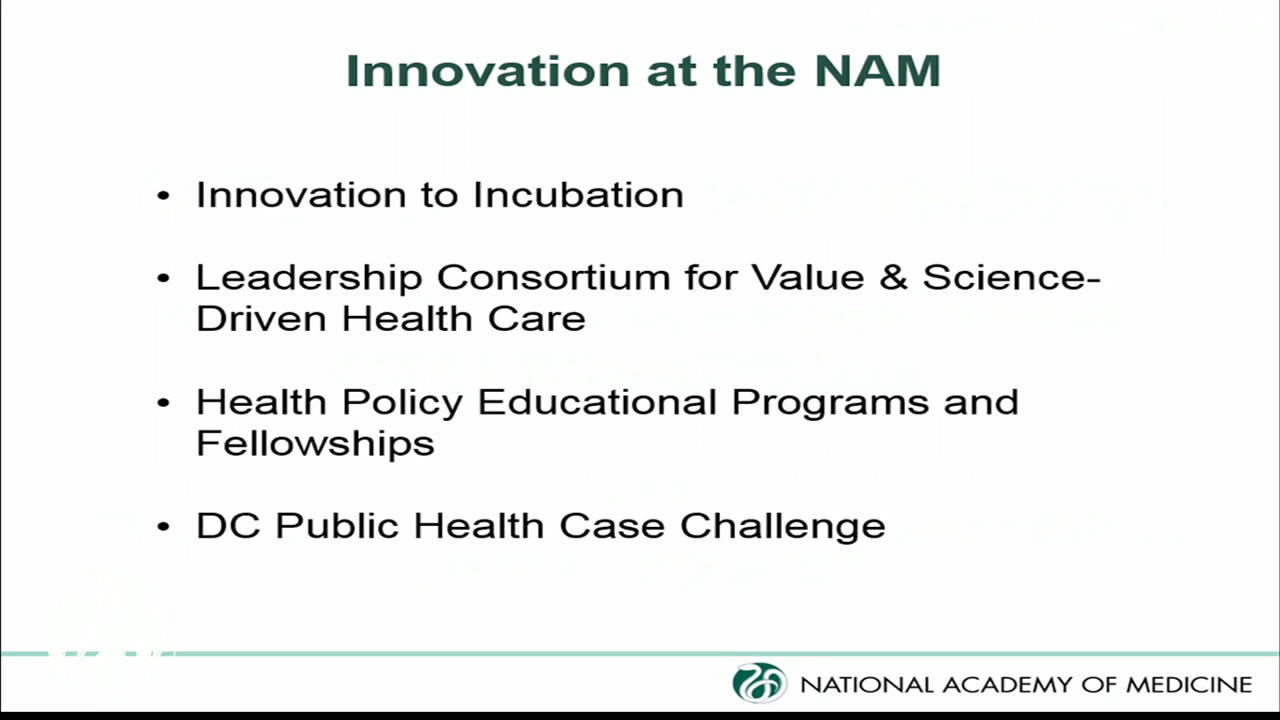 Innovation at the NAM
• Innovation to Incubation
• Leadership Consortium for Value & Science-
Driven Health Care
• Health Policy Educational Programs and
Fellowships
• DC Public Health Case Challenge
NATIONAL ACADEMY OF MEDICINE